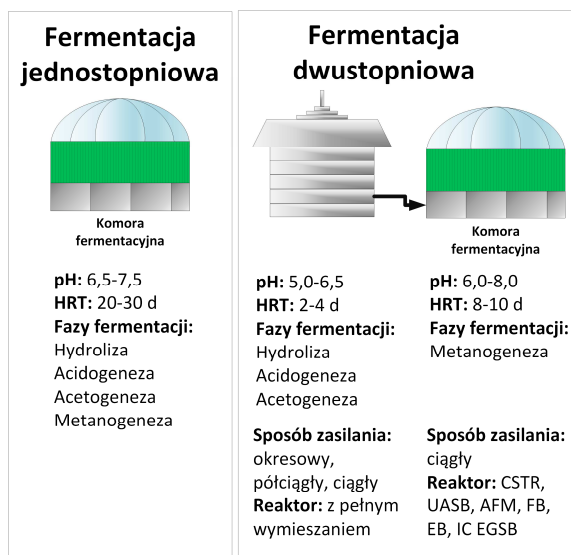 Fermentacja
jednostopniowa
Komora
fermentacyjna
pH: 6,5-7,5
HRT: 20-30 d
Fazy fermentacji:
Hydroliza
Acidogeneza
Acetogeneza
Metanogeneza
Fermentacja
dwustopniowa
pH: 5,0-6,5
HRT: 2-4 d
Fazy fermentacji:
Hydroliza
Acidogeneza
Acetogeneza
Sposób zasilania:
okresowy,
półciągły, ciągły
Reaktor: z pełnym
wymieszaniem
Komora
fermentacyjna
pH: 6,0-8,0
HRT: 8-10 d
Fazy fermentacji:
Metanogeneza
Sposób zasilania:
ciągły
Reaktor: CSTR,
UASB, AFM, FB,
EB, IC EGSB